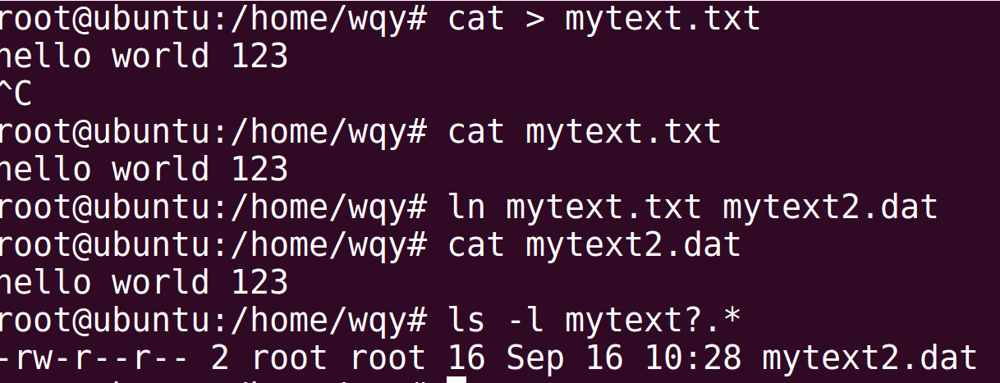 root@ubuntu:/home/wqy# cat > mytext.txt
hello world 123
^C
root@ubuntu:/home/wqy# cat mytext.txt
hello world 123
root@ubuntu:/home/wqy# ln mytext.txt mytext2.dat
root@ubuntu:/home/wqy# cat mytext2.dat
hello world 123
root@ubuntu:/home/wqy# ls -l mytext?.*
-rw-r--r-- 2 root root 16 Sep 16 10:28 mytext2.dat